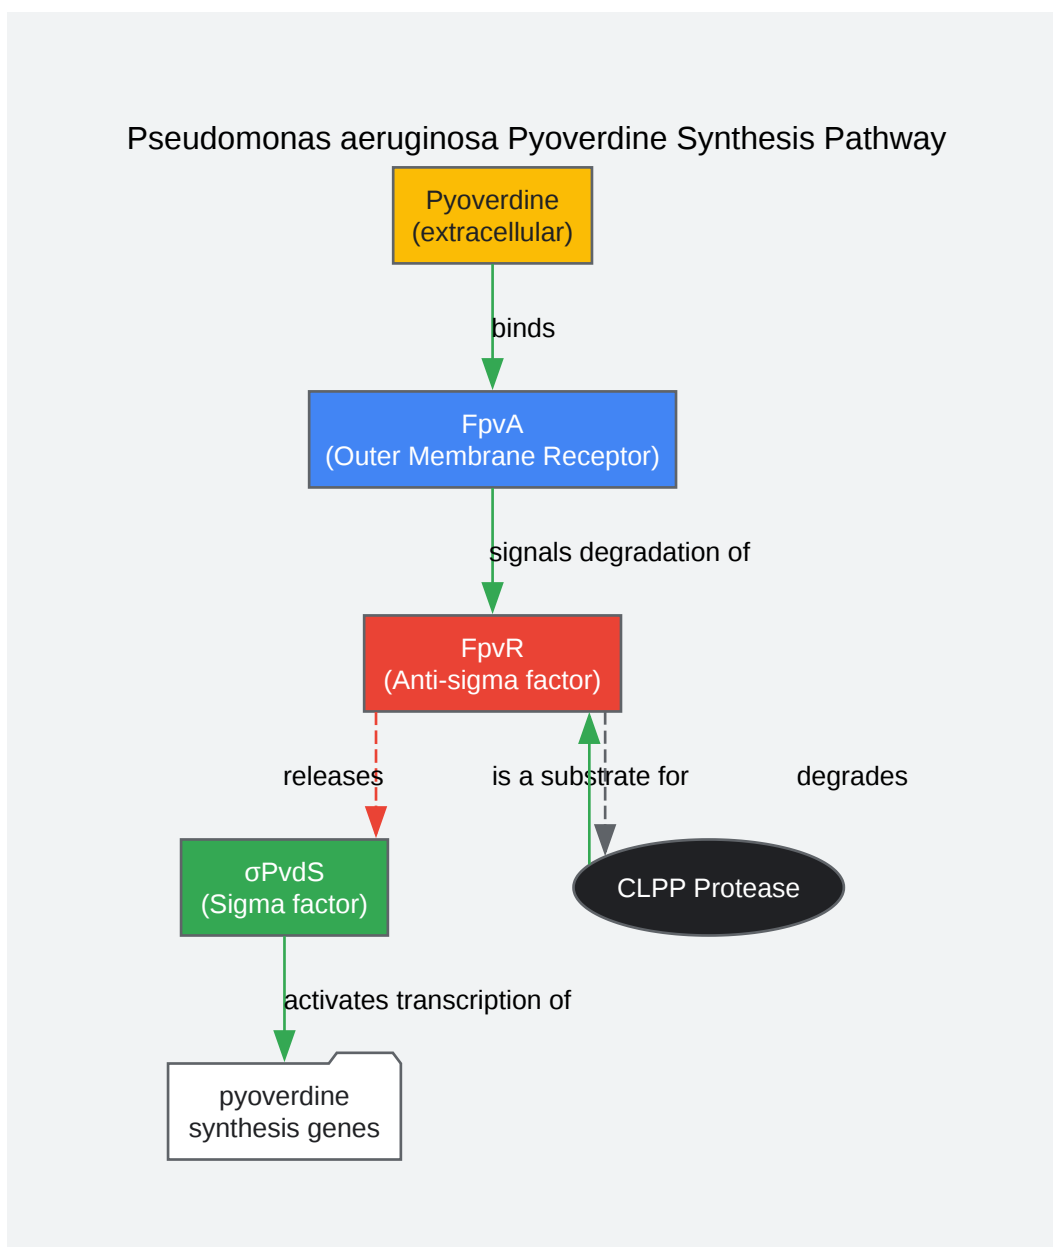 Pseudomonas aeruginosa Pyoverdine Synthesis Pathway
Pyoverdine
(extracellular)
binds
FpvA
(Outer Membrane Receptor)
signals degradation of
FpvR
(Anti-sigma factor)
releases
is a substrate for
degrades
σPvdS
(Sigma factor)
CLPP Protease
activates transcription of
pyoverdine
synthesis genes